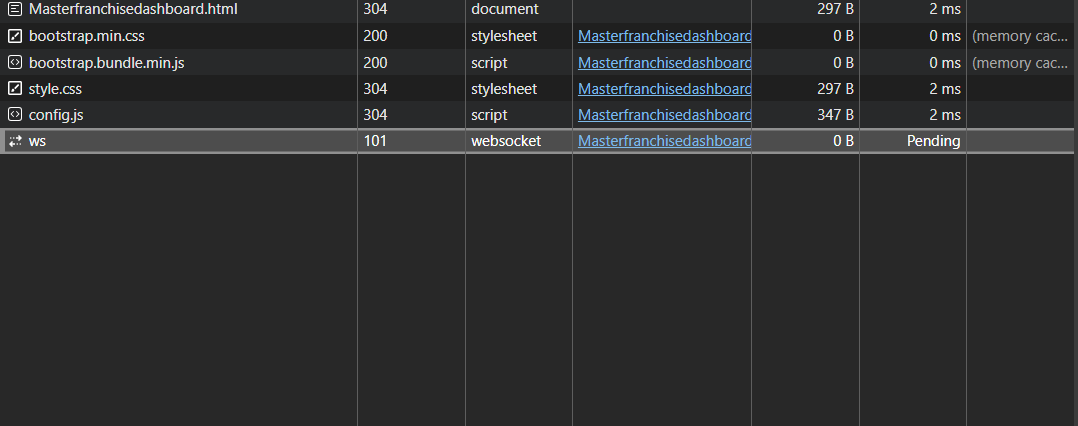 Masterfranchisedashboard.html 304 document 297 B 2 ms
bootstrap.min.css 200 stylesheet Masterfranchisedashboard 0 B 0 ms (memory cac...
bootstrap.bundle.min.js 200 script Masterfranchisedashboard 0 B 0 ms (memory cac...
style.css 304 stylesheet Masterfranchisedashboard 297 B 2 ms
config.js 304 script Masterfranchisedashboard 347 B 2 ms
ws 101 websocket Masterfranchisedashboard 0 B Pending